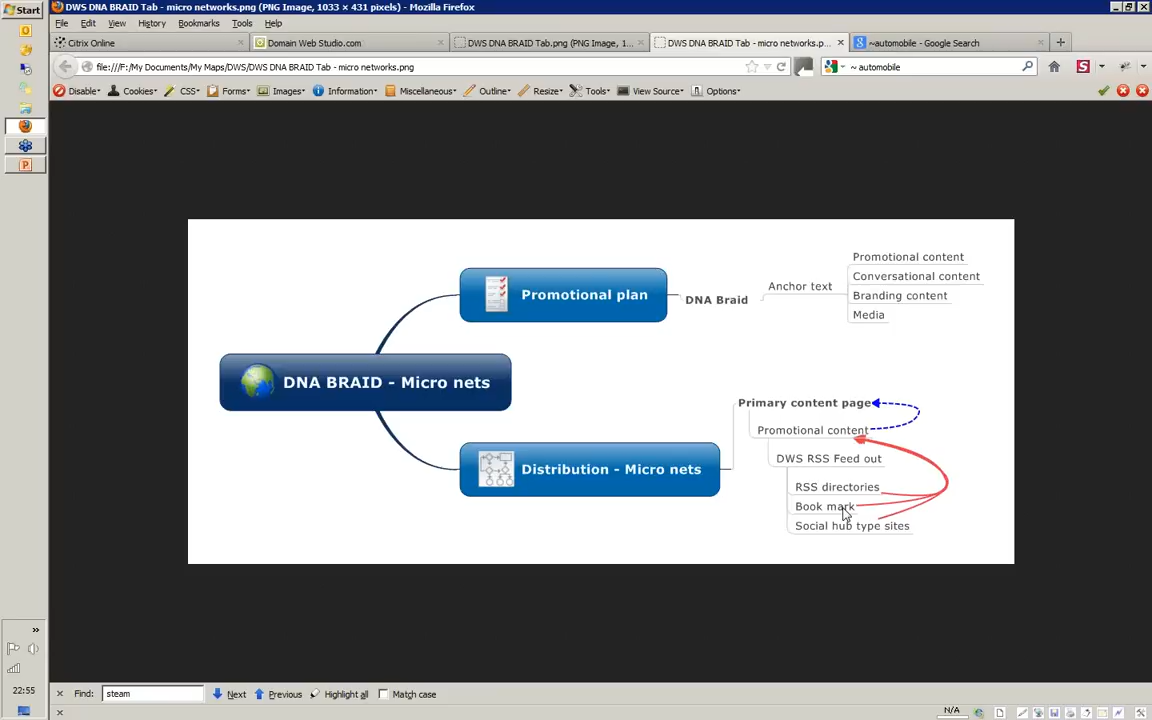 Start
DWS DNA BRAID Tab - micro networks.png (PNG Image, 1033 × 431 pixels) - Mozilla Firefox
File Edit View History Bookmarks Tools Help
Citrix Online
Domain Web Studio.com
DWS DNA BRAID Tab.png (PNG Image, 1...
DWS DNA BRAID Tab - micro networks.p...
~automobile - Google Search
file:///F:/My Documents/My Maps/DWS/DWS DNA BRAID Tab - micro networks.png
~ automobile
Disable Cookies CSS Forms Images Information Miscellaneous Outline Resize Tools View Source Options
Promotional plan
DNA Braid
Anchor text
Promotional content
Conversational content
Branding content
Media
DNA BRAID - Micro nets
Distribution - Micro nets
Primary content page
Promotional content
DWS RSS Feed out
RSS directories
Book mark
Social hub type sites
22:55
Find: steam Next Previous Highlight all Match case
N/A